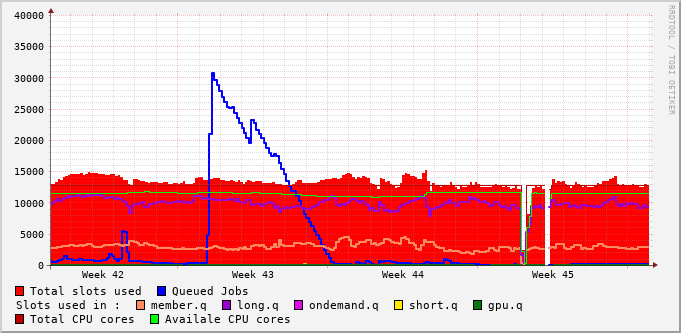 40000
35000
30000
25000
20000
15000
10000
5000
0
Week 42 Week 43 Week 44 Week 45
RRDTOOL / TOBI OETIKER
Total slots used Queued Jobs
Slots used in : member.q long.q ondemand.q short.q gpu.q
Total CPU cores Availale CPU cores